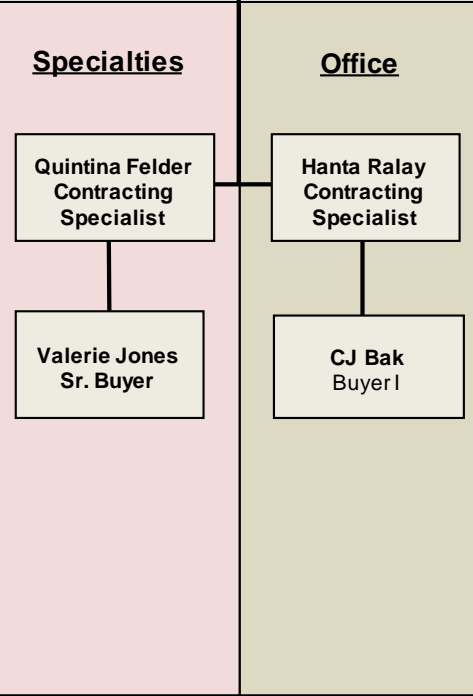 Specialties
Quintina Felder
Contracting
Specialist
Valerie Jones
Sr. Buyer
Office
Hanta Ralay
Contracting
Specialist
CJ Bak
Buyer I